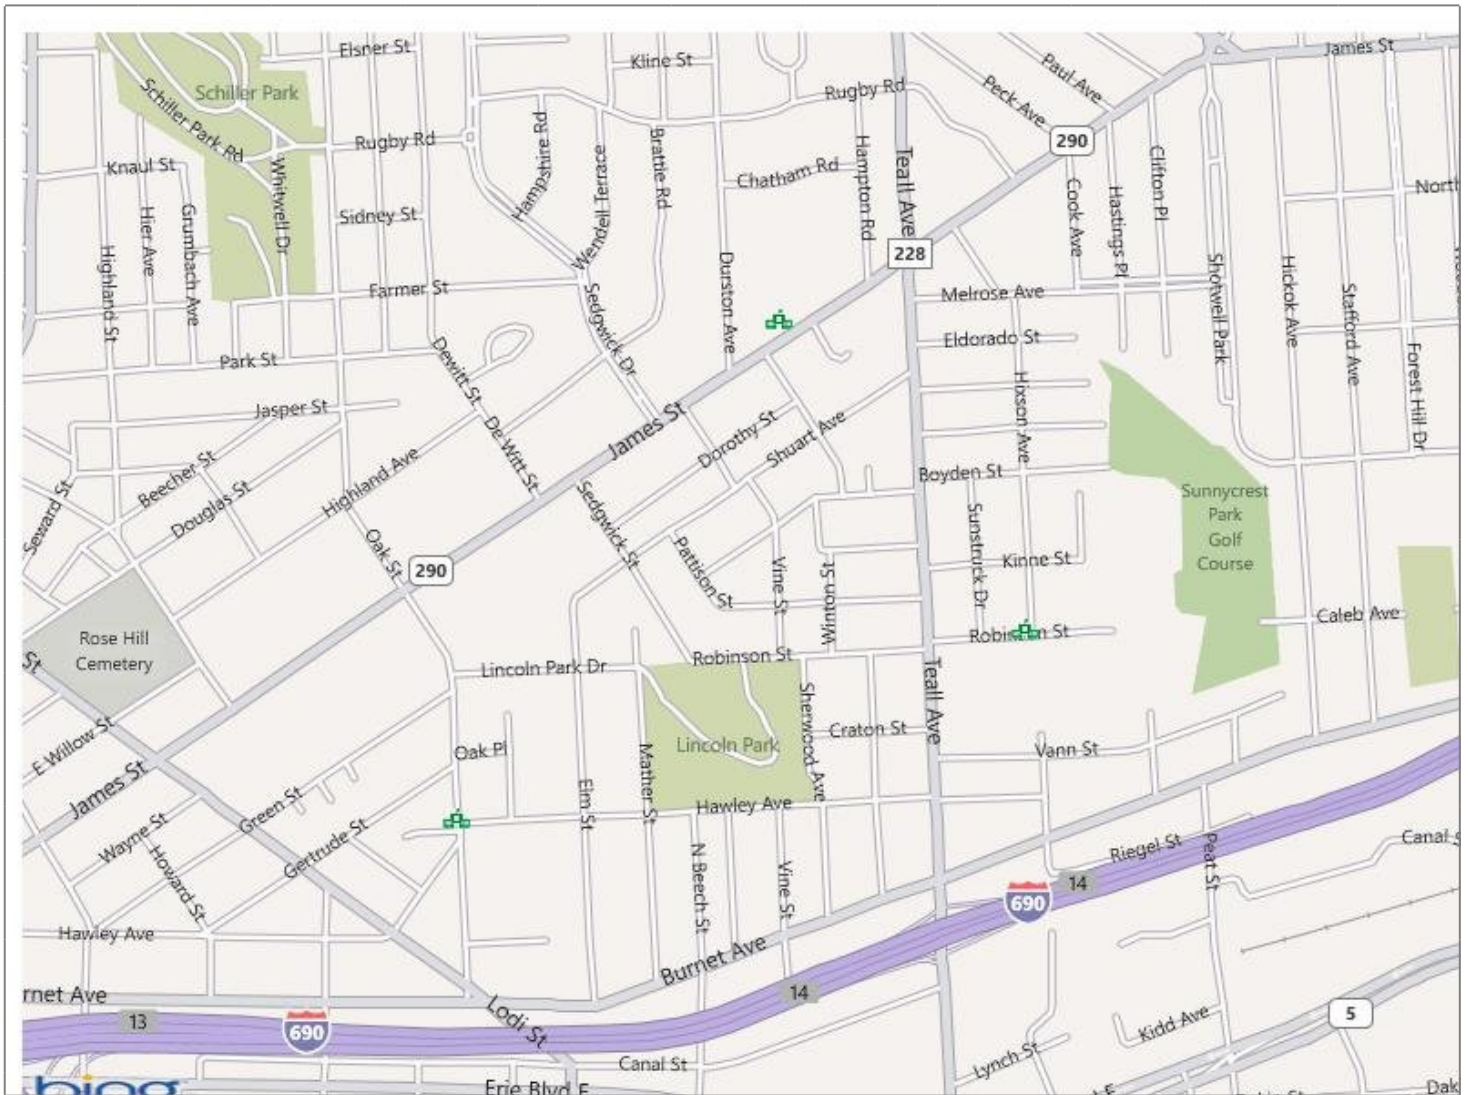 Elsner St
Kline St
James St
Paul Ave
Schiller Park
Peck Ave
Rugby Rd
Schiller Park Rd
Rugby Rd
290
Hampshire Rd
Wendell Terrace
Brattle Rd
Hampton Rd
Teall Ave
Clifton Pl
Knaul St
Whitwell Dr
Chatham Rd
Cook Ave
Hastings Pl
North
Hier Ave
Grumbach Ave
Sidney St
Highland St
228
Durston Ave
Shotwell Park
Hickok Ave
Stafford Ave
Farmer St
Melrose Ave
Sedgwick Dr
Eldorado St
Forest Hill Dr
Park St
Dewitt St
Hixson Ave
Jasper St
James St
De Witt St
Dorothy St
Shuart Ave
Beecher St
Highland Ave
Boyden St
Douglas St
Seward St
Sedgwick St
Sunnycrest
Park
Golf
Course
Sunstruck Dr
Oak St
290
Pattison St
Vine St
Winton St
Kinne St
Caleb Ave
Rose Hill
Cemetery
St
Robinson St
Lincoln Park Dr
Robinson St
Teall Ave
Sherwood Ave
E Willow St
Oak Pl
Lincoln Park
Craton St
Vann St
James St
Mather St
Elm St
Green St
Hawley Ave
Wayne St
Gertrude St
Howard St
Riegel St
Peat St
Canal S
N Beech St
Vine St
14
690
Hawley Ave
Burnet Ave
rnet Ave
14
13
690
Lodi St
5
Kidd Ave
Canal St
Lynch St
bing
Erie Blvd E
Dak